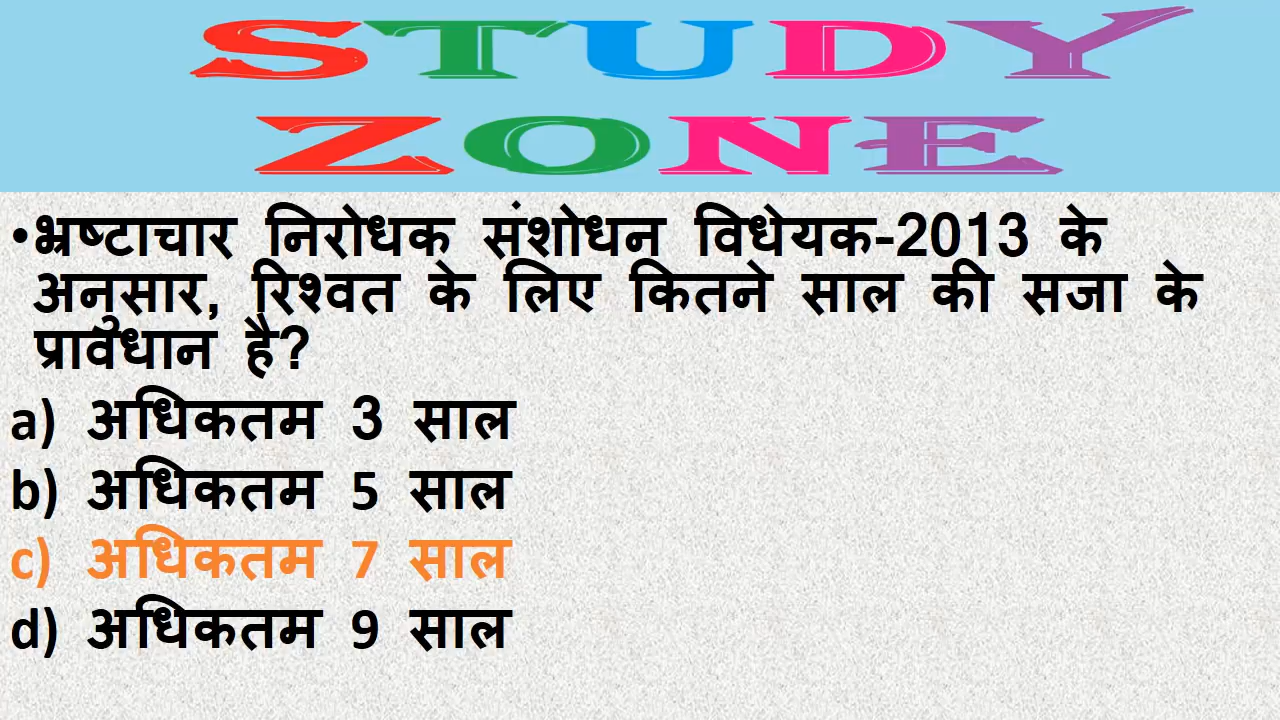 STUDY
ZONE
•भ्रष्टाचार निरोधक संशोधन विधेयक-2013 के
अनुसार, रिश्वत के लिए कितने साल की सजा के
प्रावधान है?
a) अधिकतम 3 साल
b) अधिकतम 5 साल
c) अधिकतम 7 साल
d) अधिकतम 9 साल